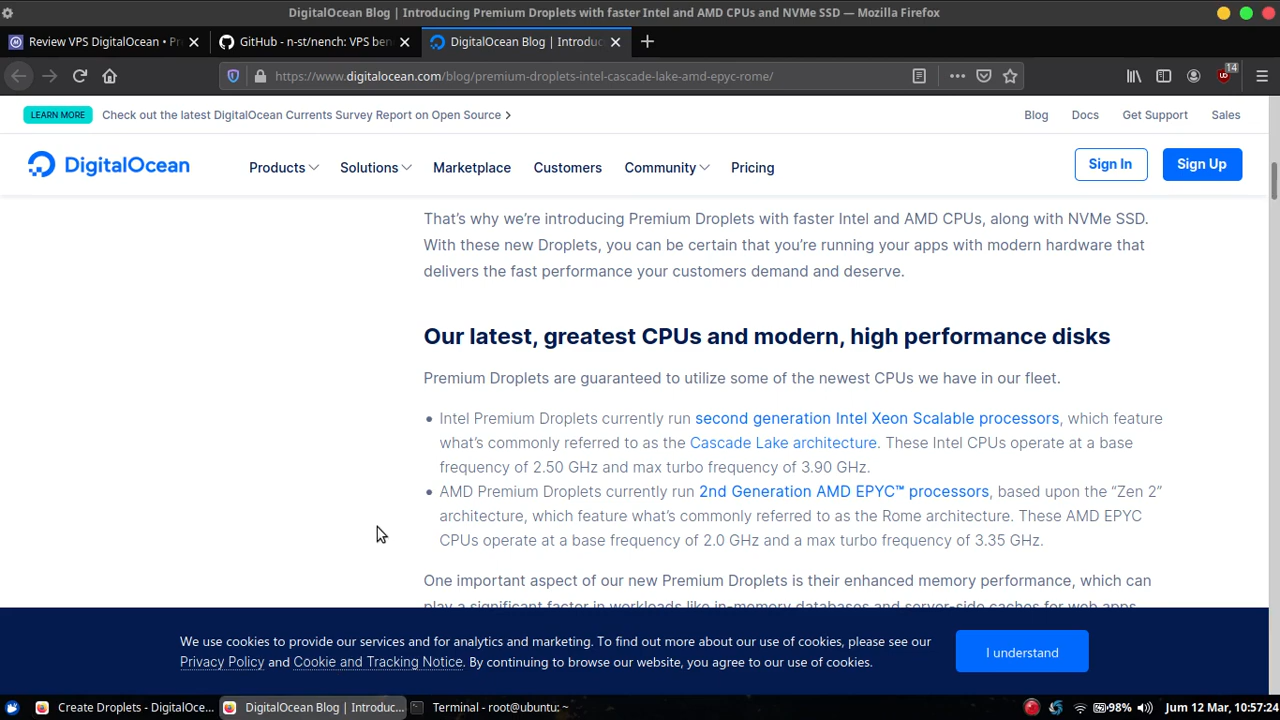 DigitalOcean Blog | Introducing Premium Droplets with faster Intel and AMD CPUs and NVMe SSD — Mozilla Firefox
Review VPS DigitalOcean • Pr
GitHub - n-st/nench: VPS ben
DigitalOcean Blog | Introduc
https://www.digitalocean.com/blog/premium-droplets-intel-cascade-lake-amd-epyc-rome/
14
LEARN MORE Check out the latest DigitalOcean Currents Survey Report on Open Source
Blog Docs Get Support Sales
DigitalOcean Products Solutions Marketplace Customers Community Pricing Sign In Sign Up
That's why we're introducing Premium Droplets with faster Intel and AMD CPUs, along with NVMe SSD.
With these new Droplets, you can be certain that you're running your apps with modern hardware that
delivers the fast performance your customers demand and deserve.
Our latest, greatest CPUs and modern, high performance disks
Premium Droplets are guaranteed to utilize some of the newest CPUs we have in our fleet.
• Intel Premium Droplets currently run second generation Intel Xeon Scalable processors, which feature
what's commonly referred to as the Cascade Lake architecture. These Intel CPUs operate at a base
frequency of 2.50 GHz and max turbo frequency of 3.90 GHz.
• AMD Premium Droplets currently run 2nd Generation AMD EPYC™ processors, based upon the “Zen 2”
architecture, which feature what's commonly referred to as the Rome architecture. These AMD EPYC
CPUs operate at a base frequency of 2.0 GHz and a max turbo frequency of 3.35 GHz.
One important aspect of our new Premium Droplets is their enhanced memory performance, which can
play a significant factor in workloads like in-memory databases and server-side caches for web apps.
We use cookies to provide our services and for analytics and marketing. To find out more about our use of cookies, please see our
Privacy Policy and Cookie and Tracking Notice. By continuing to browse our website, you agree to our use of cookies.
I understand
Create Droplets - DigitalOce...
DigitalOcean Blog | Introduc...
Terminal - root@ubuntu: ~
98%
Jum 12 Mar, 10:57:24